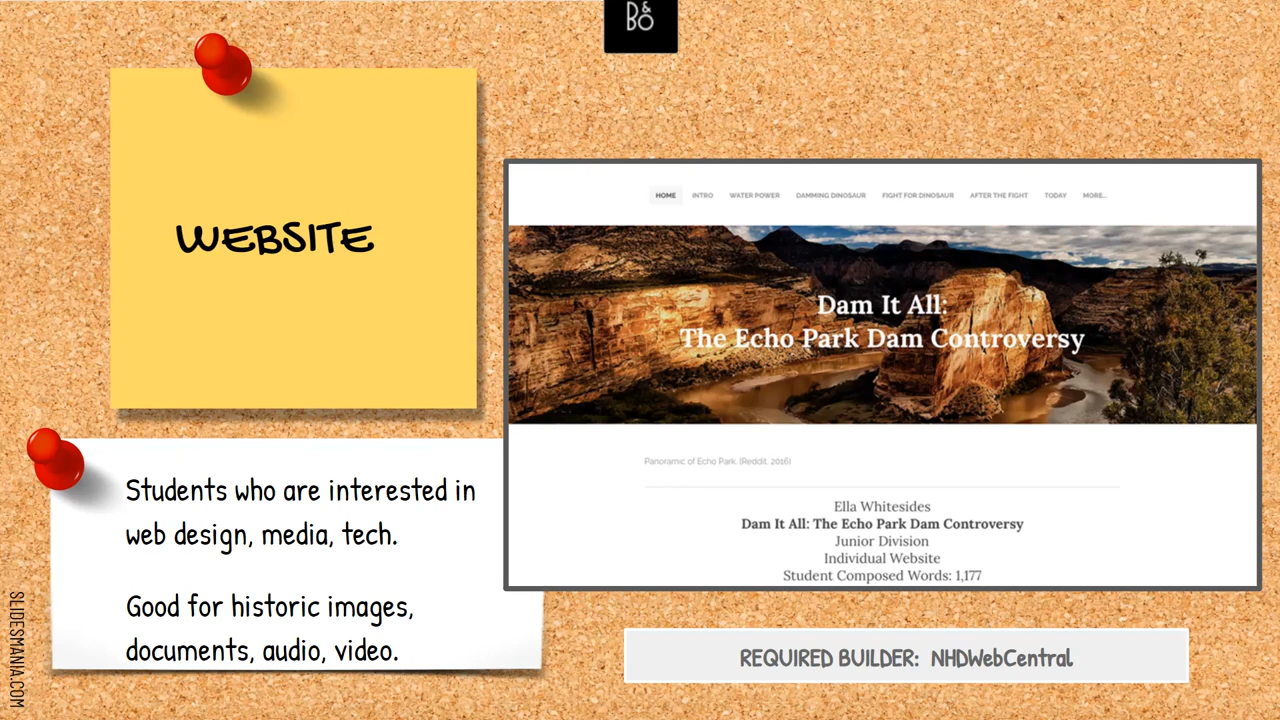 D&
BO
WEBSITE
HOME INTRO WATER POWER DAMMING DINOSAUR FIGHT FOR DINOSAUR AFTER THE FIGHT TODAY MORE...
Dam It All:
The Echo Park Dam Controversy
Panoramic of Echo Park. (Reddit, 2016)
Ella Whitesides
Dam It All: The Echo Park Dam Controversy
Junior Division
Individual Website
Student Composed Words: 1,177
Students who are interested in
web design, media, tech.
Good for historic images,
documents, audio, video.
REQUIRED BUILDER: NHDWebCentral
SLIDESMANIA.COM